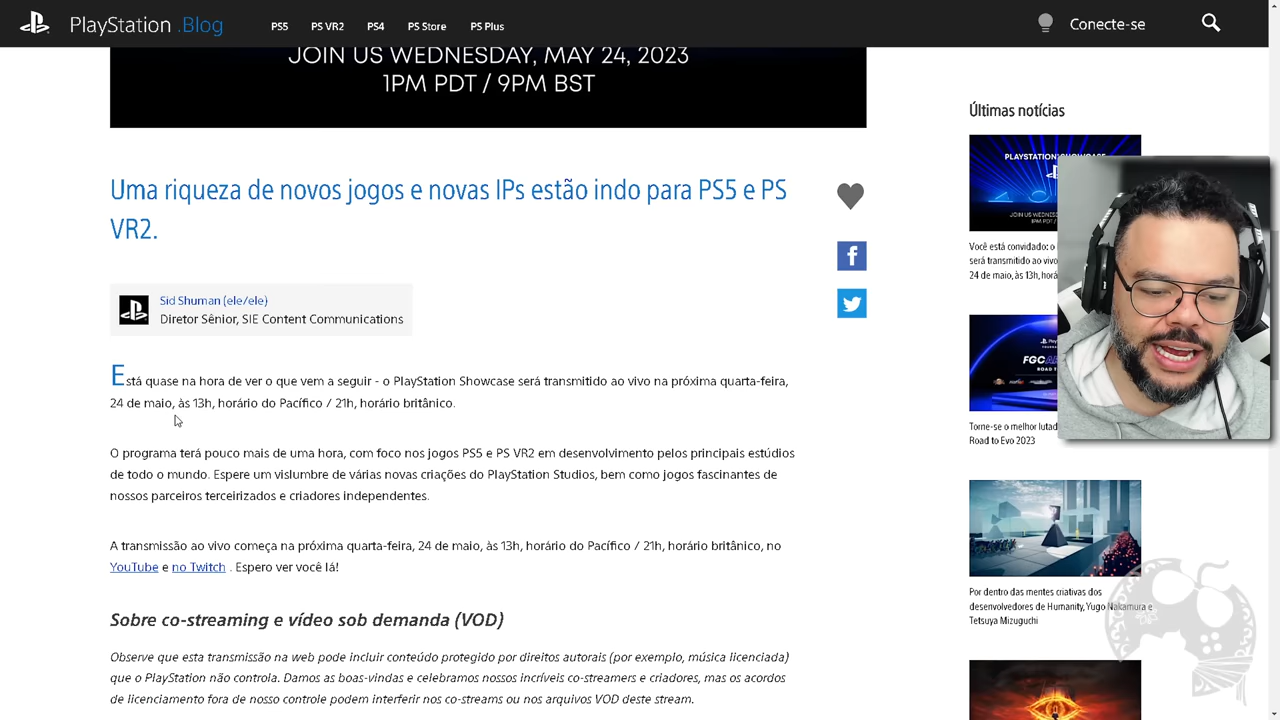 PlayStation.Blog
PS5
PS VR2
PS4
PS Store
PS Plus
Conecte-se
JOIN US WEDNESDAY, MAY 24, 2023
1PM PDT / 9PM BST
Uma riqueza de novos jogos e novas IPs estão indo para PS5 e PS
VR2.
Sid Shuman (ele/ele)
Diretor Sênior, SIE Content Communications
Está quase na hora de ver o que vem a seguir - o PlayStation Showcase será transmitido ao vivo na próxima quarta-feira,
24 de maio, às 13h, horário do Pacífico / 21h, horário britânico.
O programa terá pouco mais de uma hora, com foco nos jogos PS5 e PS VR2 em desenvolvimento pelos principais estúdios
de todo o mundo. Espere um vislumbre de várias novas criações do PlayStation Studios, bem como jogos fascinantes de
nossos parceiros terceirizados e criadores independentes.
A transmissão ao vivo começa na próxima quarta-feira, 24 de maio, às 13h, horário do Pacífico / 21h, horário britânico, no
YouTube e no Twitch . Espero ver você lá!
Sobre co-streaming e vídeo sob demanda (VOD)
Observe que esta transmissão na web pode incluir conteúdo protegido por direitos autorais (por exemplo, música licenciada)
que o PlayStation não controla. Damos as boas-vindas e celebramos nossos incríveis co-streamers e criadores, mas os acordos
de licenciamento fora de nosso controle podem interferir nos co-streams ou nos arquivos VOD deste stream.
Últimas notícias
PLAYSTATION
JOIN US
Você está convidado: o
será transmitido ao vivo
24 de maio, às 13h,
FGC
ROAD
Torne-se o melhor
Road to Evo 2023
Por dentro das mentes criativas dos
desenvolvedores de Humanity, Yugo Nakamura e
Tetsuya Mizuguchi